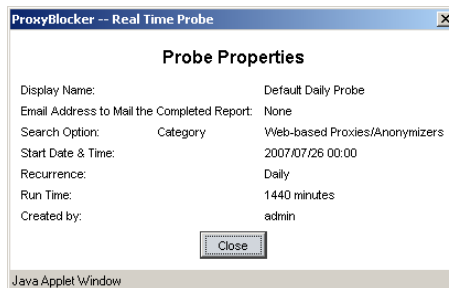 ProxyBlocker -- Real Time Probe
Probe Properties
Display Name: Default Daily Probe
Email Address to Mail the Completed Report: None
Search Option: Category Web-based Proxies/Anonymizers
Start Date & Time: 2007/07/26 00:00
Recurrence: Daily
Run Time: 1440 minutes
Created by: admin
Close
Java Applet Window